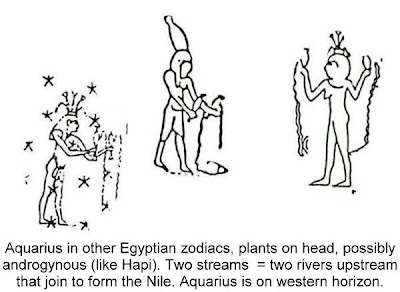 Aquarius in other Egyptian zodiacs, plants on head, possibly
androgynous (like Hapi). Two streams = two rivers upstream
that join to form the Nile. Aquarius is on western horizon.